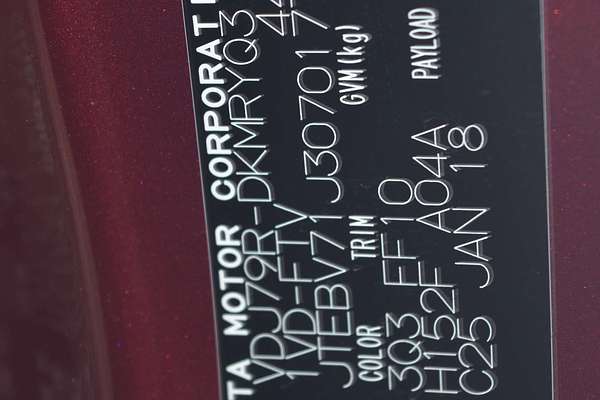 TA MOTOR CORPORAT
VDJ79R-DKMRYQ3
1VD-FTV
JTEBV71J30701
COLOR TRIM GVM(kg)
3Q3 EF10
H152F A04A PAYLOAD
C25 JAN 18